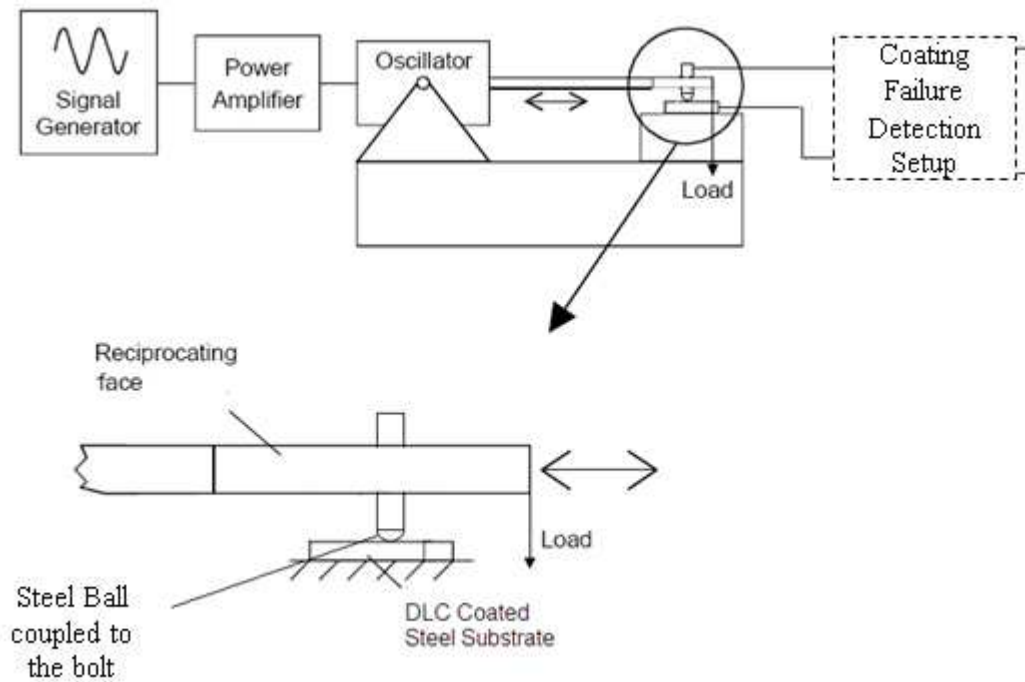 Signal
Generator
Power
Amplifier
Oscillator
Load
Coating
Failure
Detection
Setup
Reciprocating
face
Load
Steel Ball
coupled to
the bolt
DLC Coated
Steel Substrate